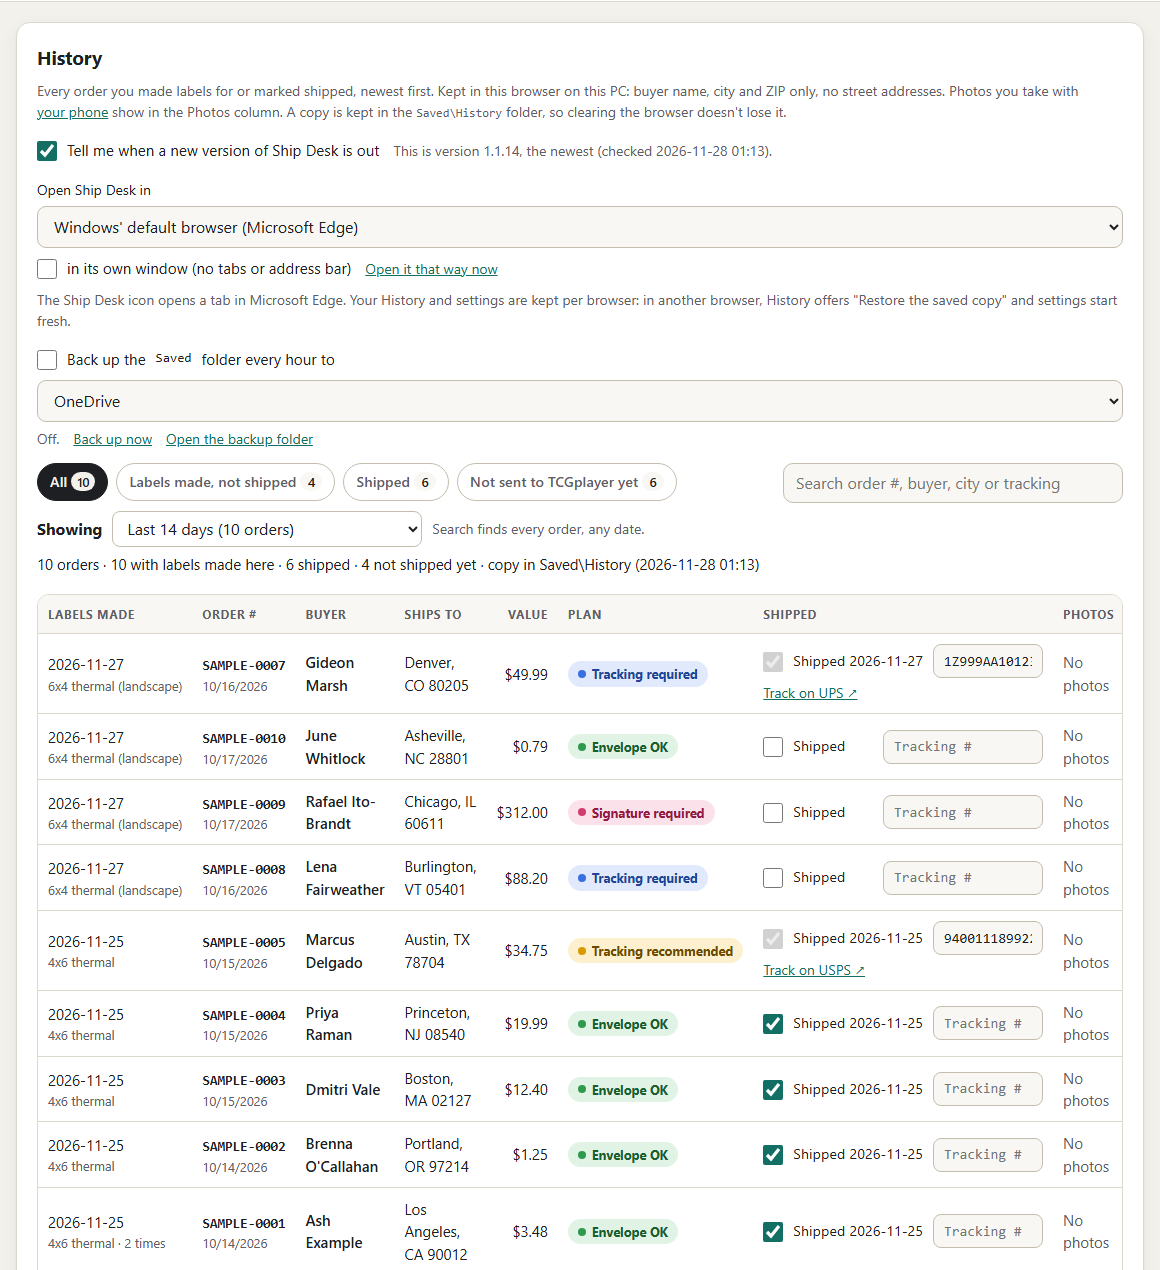 History
Every order you made labels for or marked shipped, newest first. Kept in this browser on this PC: buyer name, city and ZIP only, no street addresses. Photos you take with
your phone show in the Photos column. A copy is kept in the Saved\History folder, so clearing the browser doesn't lose it.
Tell me when a new version of Ship Desk is out This is version 1.1.14, the newest (checked 2026-11-28 01:13).
Open Ship Desk in
Windows' default browser (Microsoft Edge)
in its own window (no tabs or address bar) Open it that way now
The Ship Desk icon opens a tab in Microsoft Edge. Your History and settings are kept per browser: in another browser, History offers "Restore the saved copy" and settings start
fresh.
Back up the Saved folder every hour to
OneDrive
Off. Back up now Open the backup folder
All 10 Labels made, not shipped 4 Shipped 6 Not sent to TCGplayer yet 6 Search order #, buyer, city or tracking
Showing Last 14 days (10 orders) Search finds every order, any date.
10 orders · 10 with labels made here · 6 shipped · 4 not shipped yet · copy in Saved\History (2026-11-28 01:13)
LABELS MADE ORDER # BUYER SHIPS TO VALUE PLAN SHIPPED PHOTOS
2026-11-27 SAMPLE-0007 Gideon Denver, $49.99 Tracking required Shipped 2026-11-27 1Z999AA1012 No
6x4 thermal (landscape) 10/16/2026 Marsh CO 80205 Track on UPS ↗ photos
2026-11-27 SAMPLE-0010 June Asheville, $0.79 Envelope OK Shipped Tracking # No
6x4 thermal (landscape) 10/17/2026 Whitlock NC 28801 photos
2026-11-27 SAMPLE-0009 Rafael Ito- Chicago, IL $312.00 Signature required Shipped Tracking # No
6x4 thermal (landscape) 10/17/2026 Brandt 60611 photos
2026-11-27 SAMPLE-0008 Lena Burlington, $88.20 Tracking required Shipped Tracking # No
6x4 thermal (landscape) 10/16/2026 Fairweather VT 05401 photos
2026-11-25 SAMPLE-0005 Marcus Austin, TX $34.75 Tracking recommended Shipped 2026-11-25 940011189922 No
4x6 thermal 10/15/2026 Delgado 78704 Track on USPS ↗ photos
2026-11-25 SAMPLE-0004 Priya Princeton, $19.99 Envelope OK Shipped 2026-11-25 Tracking # No
4x6 thermal 10/15/2026 Raman NJ 08540 photos
2026-11-25 SAMPLE-0003 Dmitri Vale Boston, $12.40 Envelope OK Shipped 2026-11-25 Tracking # No
4x6 thermal 10/15/2026 MA 02127 photos
2026-11-25 SAMPLE-0002 Brenna Portland, $1.25 Envelope OK Shipped 2026-11-25 Tracking # No
4x6 thermal 10/14/2026 O'Callahan OR 97214 photos
2026-11-25 SAMPLE-0001 Ash Los Angeles, $3.48 Envelope OK Shipped 2026-11-25 Tracking # No
4x6 thermal · 2 times 10/14/2026 Example CA 90012 photos